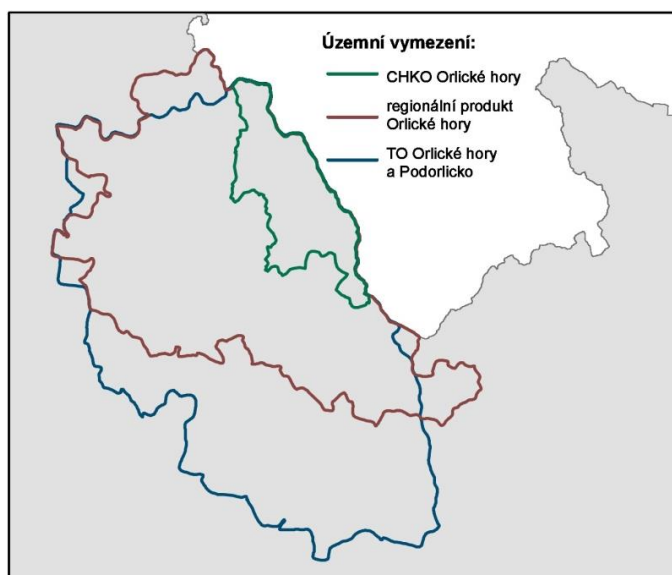 Územní vymezení:
CHKO Orlické hory
regionální produkt
Orlické hory
TO Orlické hory
a Podorlicko